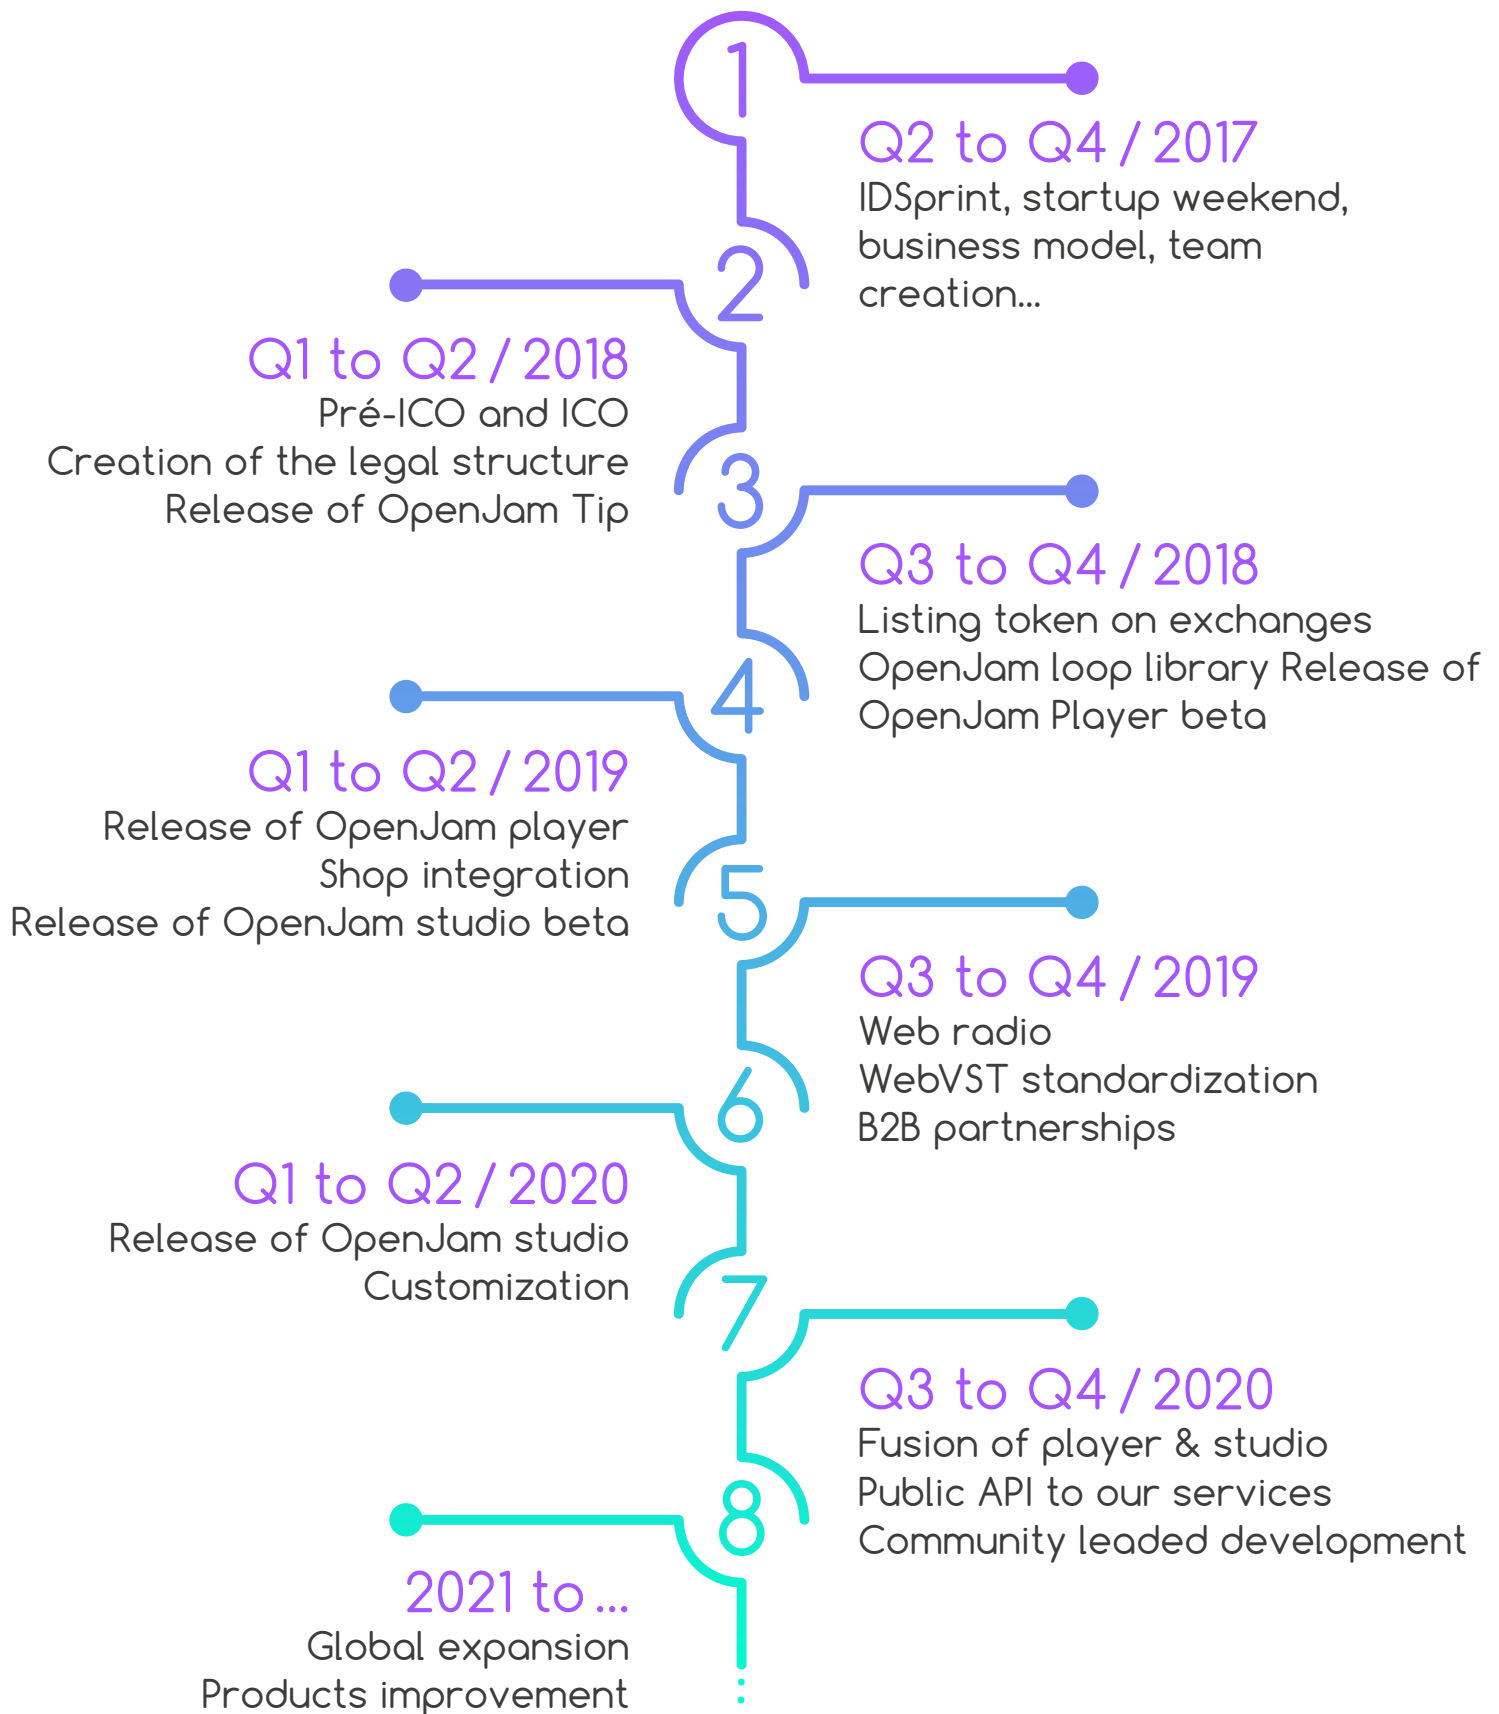 1
Q2 to Q4 / 2017
IDSprint, startup weekend,
business model, team
creation...
2
Q1 to Q2 / 2018
Pré-ICO and ICO
Creation of the legal structure
Release of OpenJam Tip
3
Q3 to Q4 / 2018
Listing token on exchanges
OpenJam loop library Release of
OpenJam Player beta
4
Q1 to Q2 / 2019
Release of OpenJam player
Shop integration
Release of OpenJam studio beta
5
Q3 to Q4 / 2019
Web radio
WebVST standardization
B2B partnerships
6
Q1 to Q2 / 2020
Release of OpenJam studio
Customization
7
Q3 to Q4 / 2020
Fusion of player & studio
Public API to our services
Community leaded development
8
2021 to ...
Global expansion
Products improvement